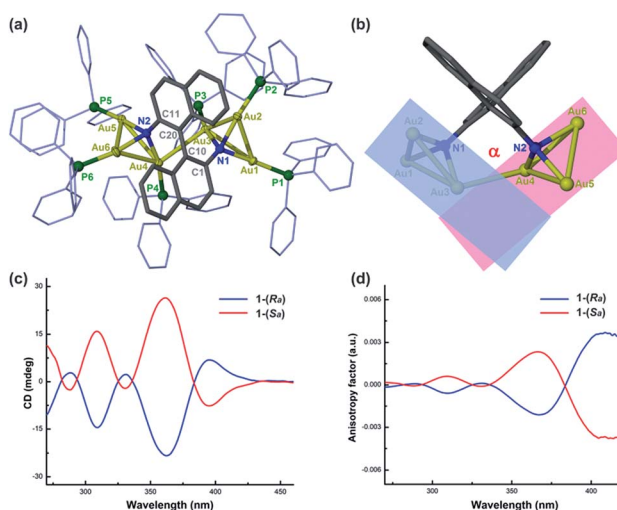 (a)
P5
N2
C11
P3
P2
Au5
C20
Au2
Au6
Au3
C10
N1
Au4
P6
C1
Au1
P4
P1
(b)
Au6
Au2
N1
α
N2
Au1
Au3
Au4
Au5
(c)
30
15
0
-15
-30
CD (mdeg)
1-(Ra)
1-(Sa)
300
350
400
450
Wavelength (nm)
(d)
0.006
0.003
0.000
-0.003
-0.006
Anisotropy factor (a.u.)
1-(Ra)
1-(Sa)
300
350
400
Wavelength (nm)